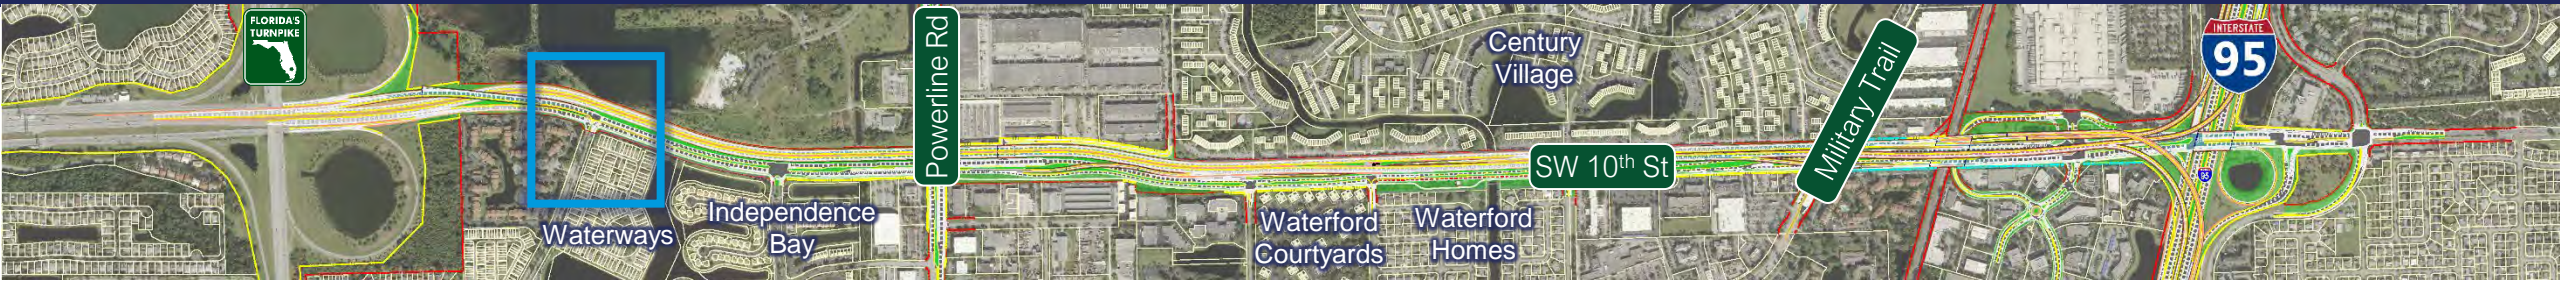 FLORIDA'S
TURNPIKE
Waterways
Independence
Bay
Powerline Rd
Century
Village
Waterford
Courtyards
Waterford
Homes
SW 10th St
Military Trail
INTERSTATE
95
95